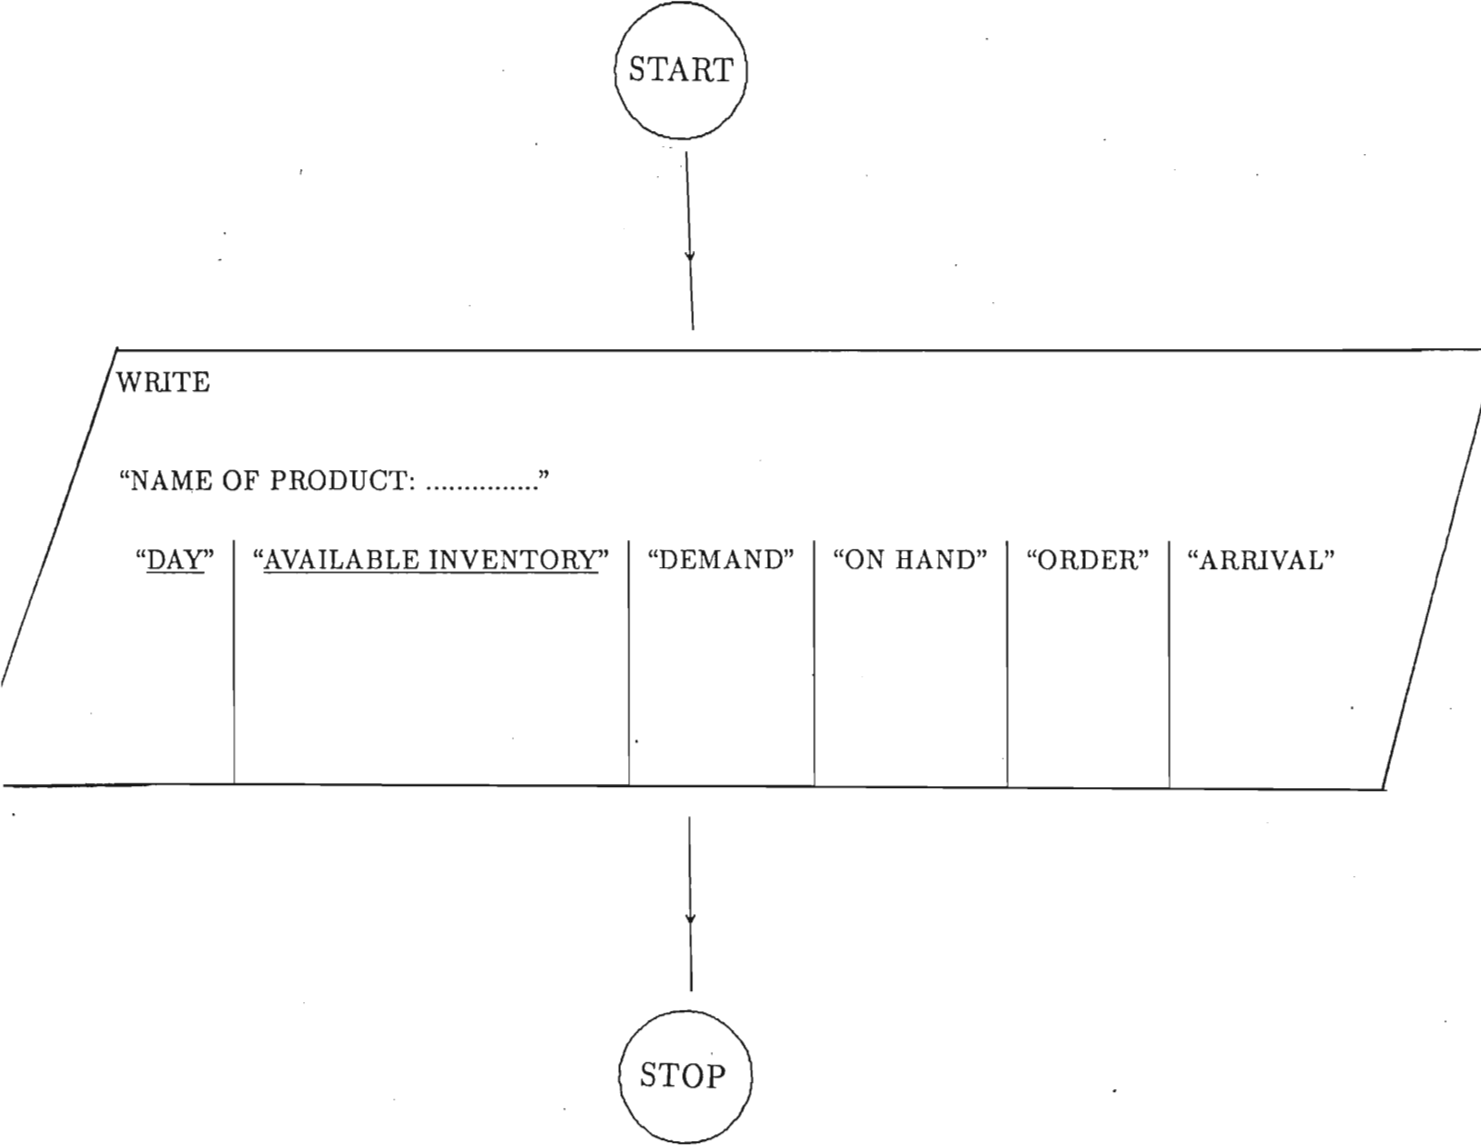 START
WRITE
“NAME OF PRODUCT: ...............”
“DAY” “AVAILABLE INVENTORY” “DEMAND” “ON HAND” “ORDER” “ARRIVAL”
STOP